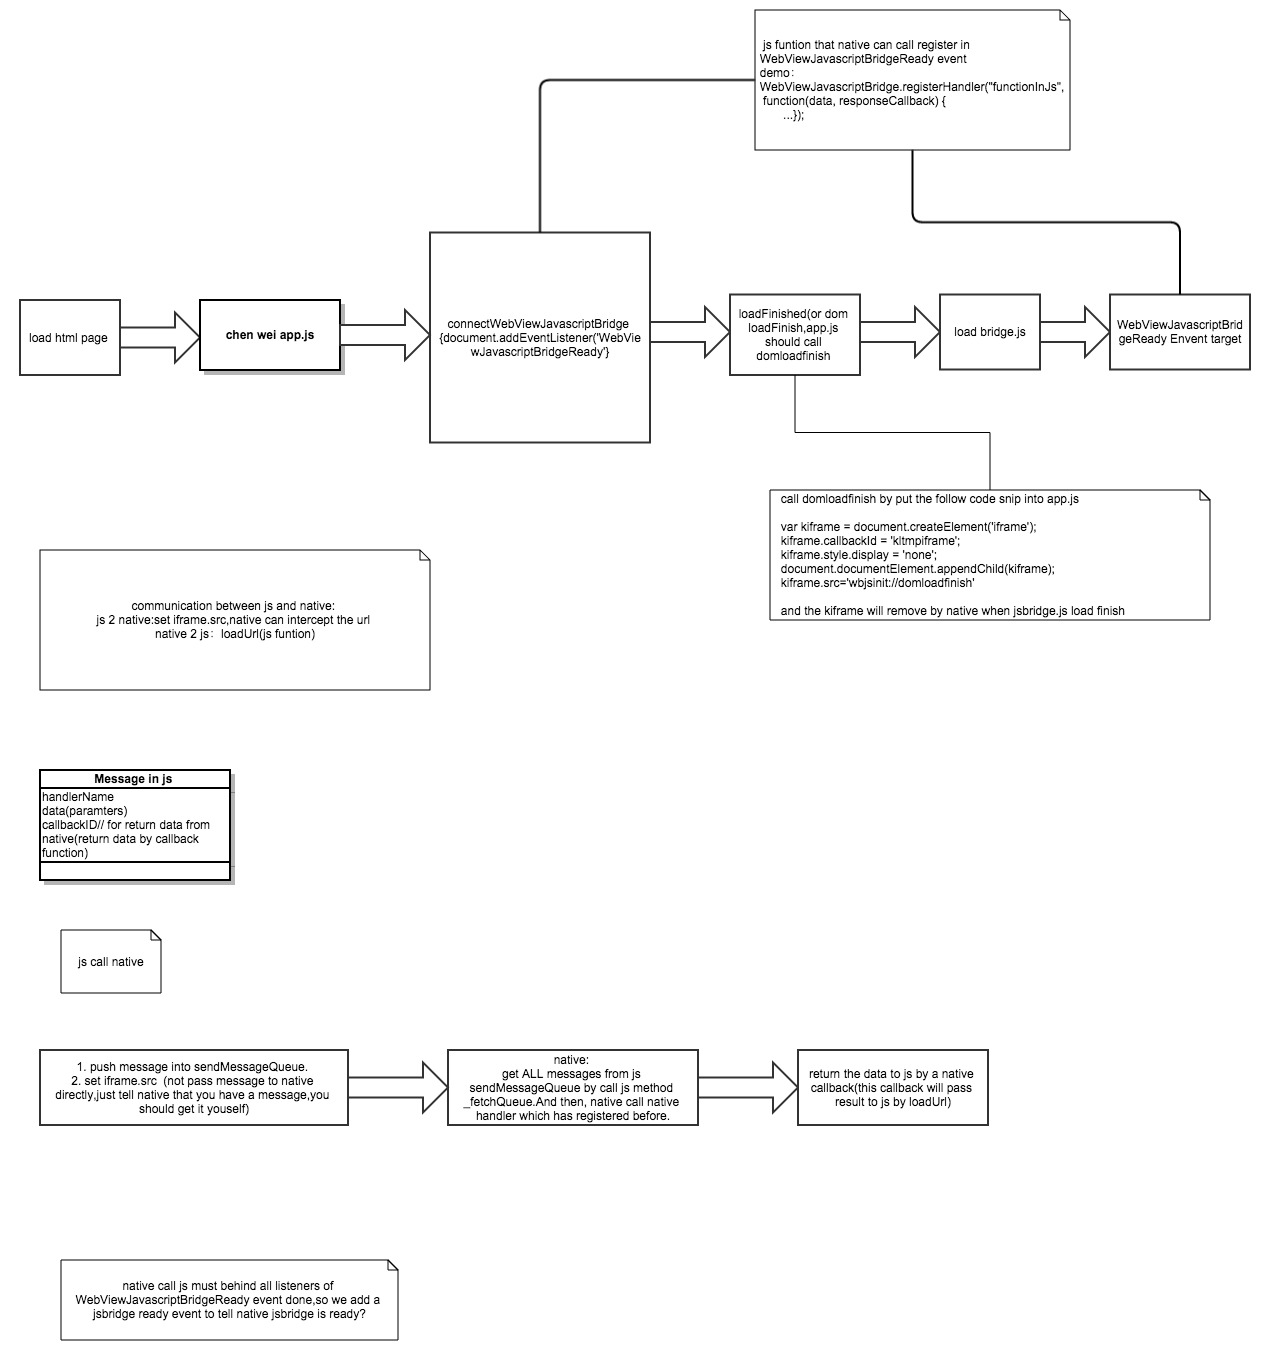 js funtion that native can call register in
WebViewJavascriptBridgeReady event
demo：
WebViewJavascriptBridge.registerHandler("functionInJs",
function(data, responseCallback) {
...});
load html page
chen wei app.js
connectWebViewJavascriptBridge
{document.addEventListener('WebVie
wJavascriptBridgeReady'}
loadFinished(or dom
loadFinish,app.js
should call
domloadfinish
load bridge.js
WebViewJavascriptBrid
geReady Envent target
call domloadfinish by put the follow code snip into app.js
var kiframe = document.createElement('iframe');
kiframe.callbackId = 'kltmpiframe';
kiframe.style.display = 'none';
document.documentElement.appendChild(kiframe);
kiframe.src='wbjsinit://domloadfinish'
and the kiframe will remove by native when jsbridge.js load finish
communication between js and native:
js 2 native:set iframe.src,native can intercept the url
native 2 js： loadUrl(js funtion)
Message in js
handlerName
data(paramters)
callbackID// for return data from
native(return data by callback
function)
js call native
1. push message into sendMessageQueue.
2. set iframe.src (not pass message to native
directly,just tell native that you have a message,you
should get it youself)
native:
get ALL messages from js
sendMessageQueue by call js method
_fetchQueue.And then, native call native
handler which has registered before.
return the data to js by a native
callback(this callback will pass
result to js by loadUrl)
native call js must behind all listeners of
WebViewJavascriptBridgeReady event done,so we add a
jsbridge ready event to tell native jsbridge is ready?